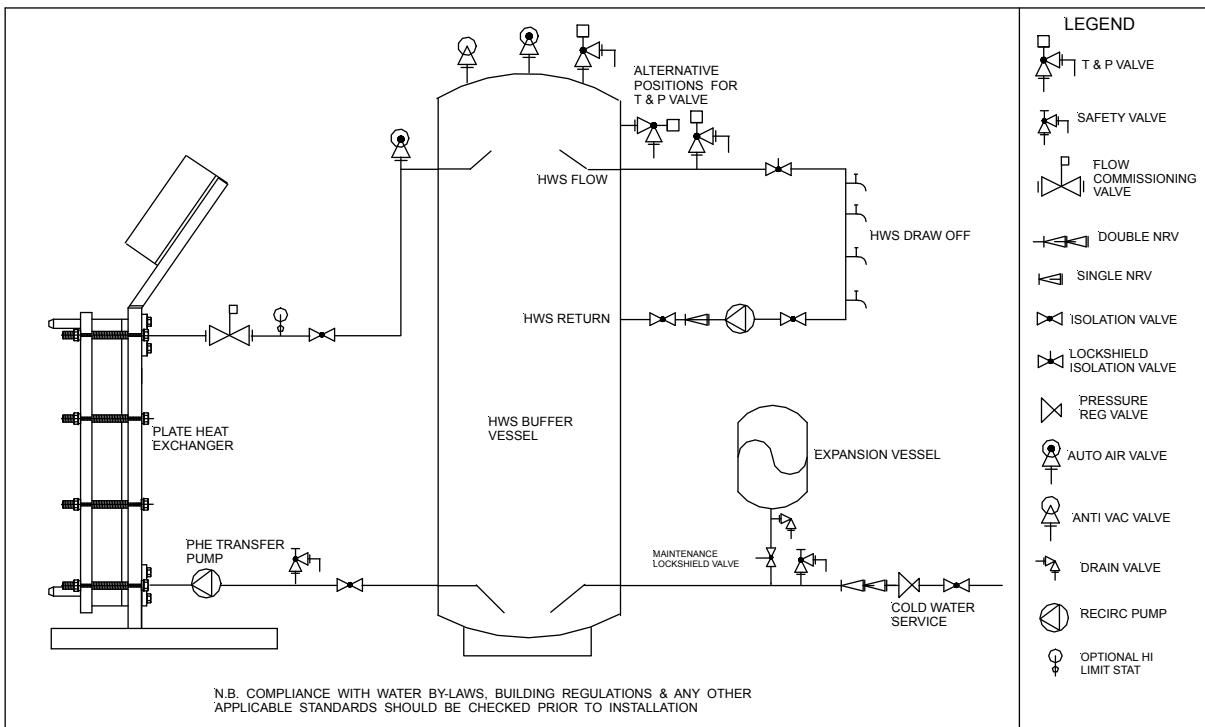 ALTERNATIVE
POSITIONS FOR
T & P VALVE
HWS FLOW
HWS DRAW OFF
HWS RETURN
PLATE HEAT
EXCHANGER
HWS BUFFER
VESSEL
EXPANSION VESSEL
PHE TRANSFER
PUMP
MAINTENANCE
LOCKSHIELD VALVE
COLD WATER
SERVICE
N.B. COMPLIANCE WITH WATER BY-LAWS, BUILDING REGULATIONS & ANY OTHER
APPLICABLE STANDARDS SHOULD BE CHECKED PRIOR TO INSTALLATION
LEGEND
T & P VALVE
SAFETY VALVE
FLOW
COMMISSIONING
VALVE
DOUBLE NRV
SINGLE NRV
ISOLATION VALVE
LOCKSHIELD
ISOLATION VALVE
PRESSURE
REG VALVE
AUTO AIR VALVE
ANTI VAC VALVE
DRAIN VALVE
RECIRC PUMP
OPTIONAL HI
LIMIT STAT